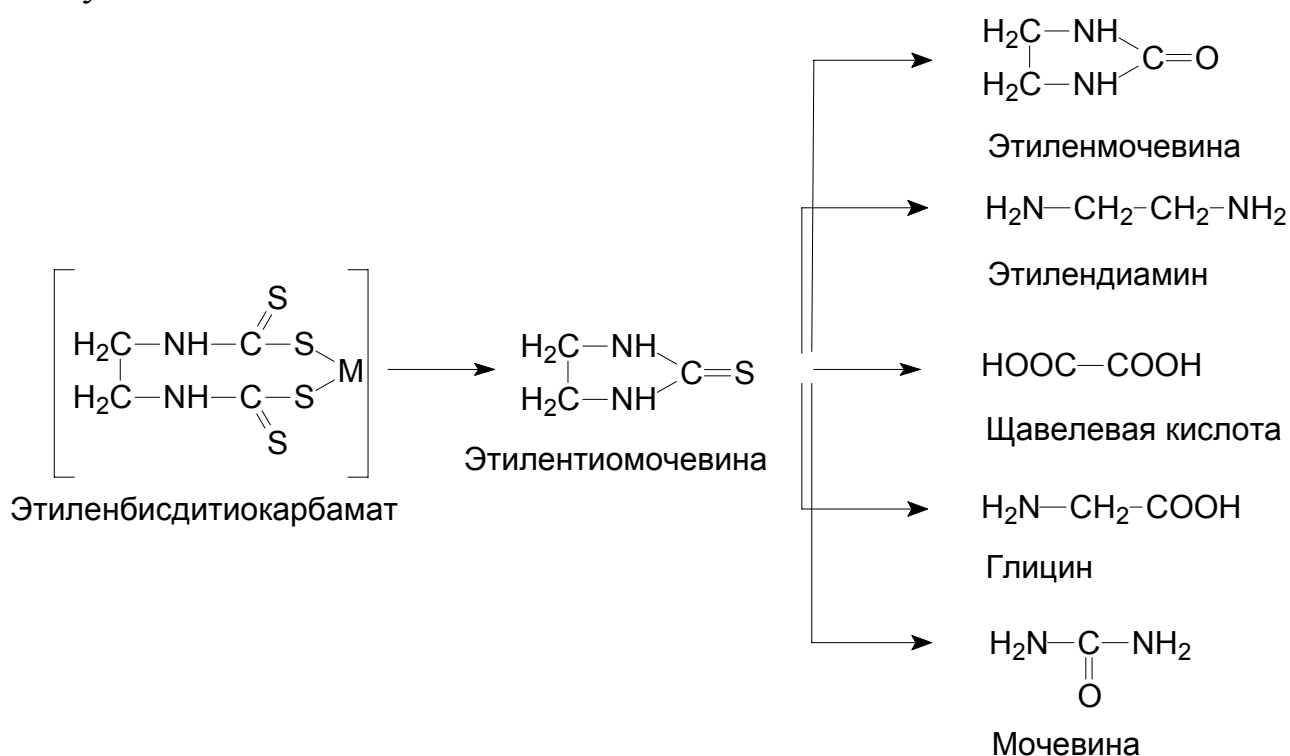 у
H2C—NH
C=O
H2C—NH
Этиленмочевина
H2N—CH2-CH2-NH2
Этилендиамин
S
H2C—NH—C—S
M
H2C—NH—C—S
S
Этиленбисдитиокарбамат
H2C—NH
C=S
H2C—NH
Этилентиомочевина
HOOC—COOH
Щавелевая кислота
H2N—CH2-COOH
Глицин
H2N—C—NH2
O
Мочевина